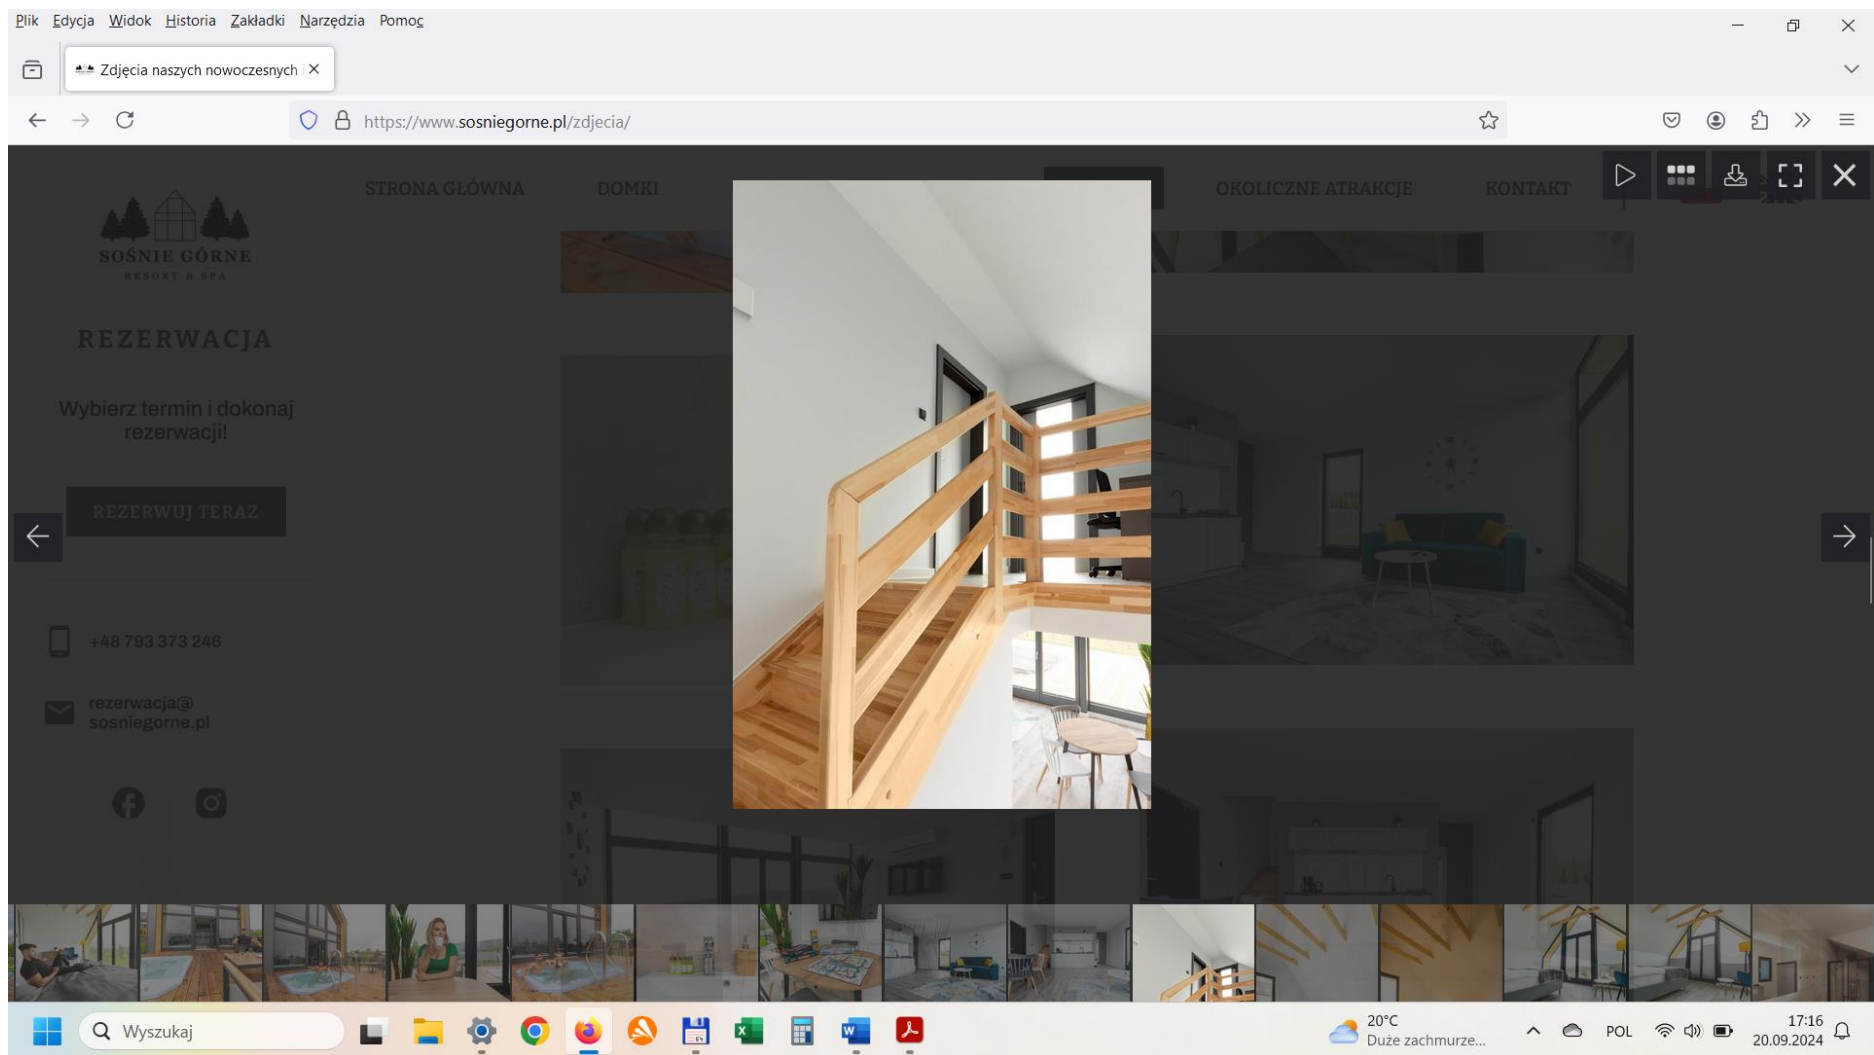 Plik Edycja Widok Historia Zakładki Narzędzia Pomoc
Zdjęcia naszych nowoczesnych
https://www.sosniegorne.pl/zdjecia/
STRONA GŁÓWNA DOMKI OKOLICZNE ATRAKCJE KONTAKT
SOŚNIE GÓRNE
RESORT & SPA
REZERWACJA
Wybierz termin i dokonaj
rezerwacji!
REZERWUJ TERAZ
+48 793 373 246
rezerwacja@
sosniegorne.pl
Wyszukaj
20°C
Duże zachmurze...
POL
17:16
20.09.2024